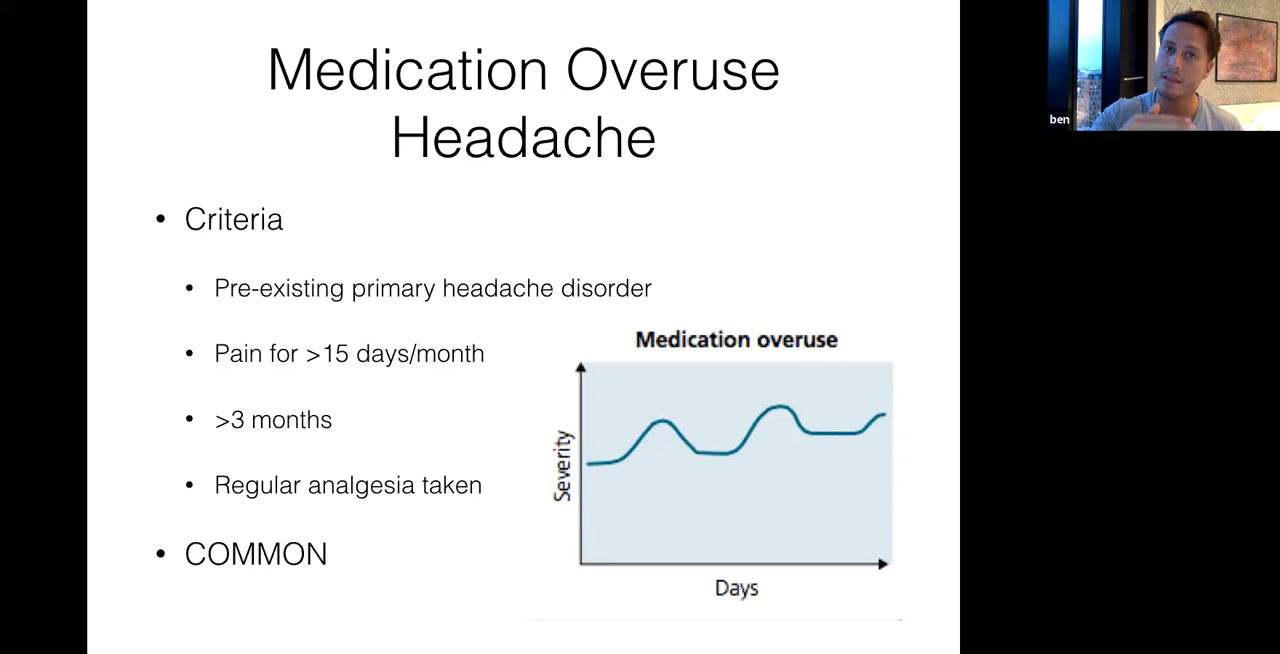 Medication Overuse
Headache
• Criteria
• Pre-existing primary headache disorder
• Pain for >15 days/month
• >3 months
• Regular analgesia taken
• COMMON
Medication overuse
Severity
Days
ben